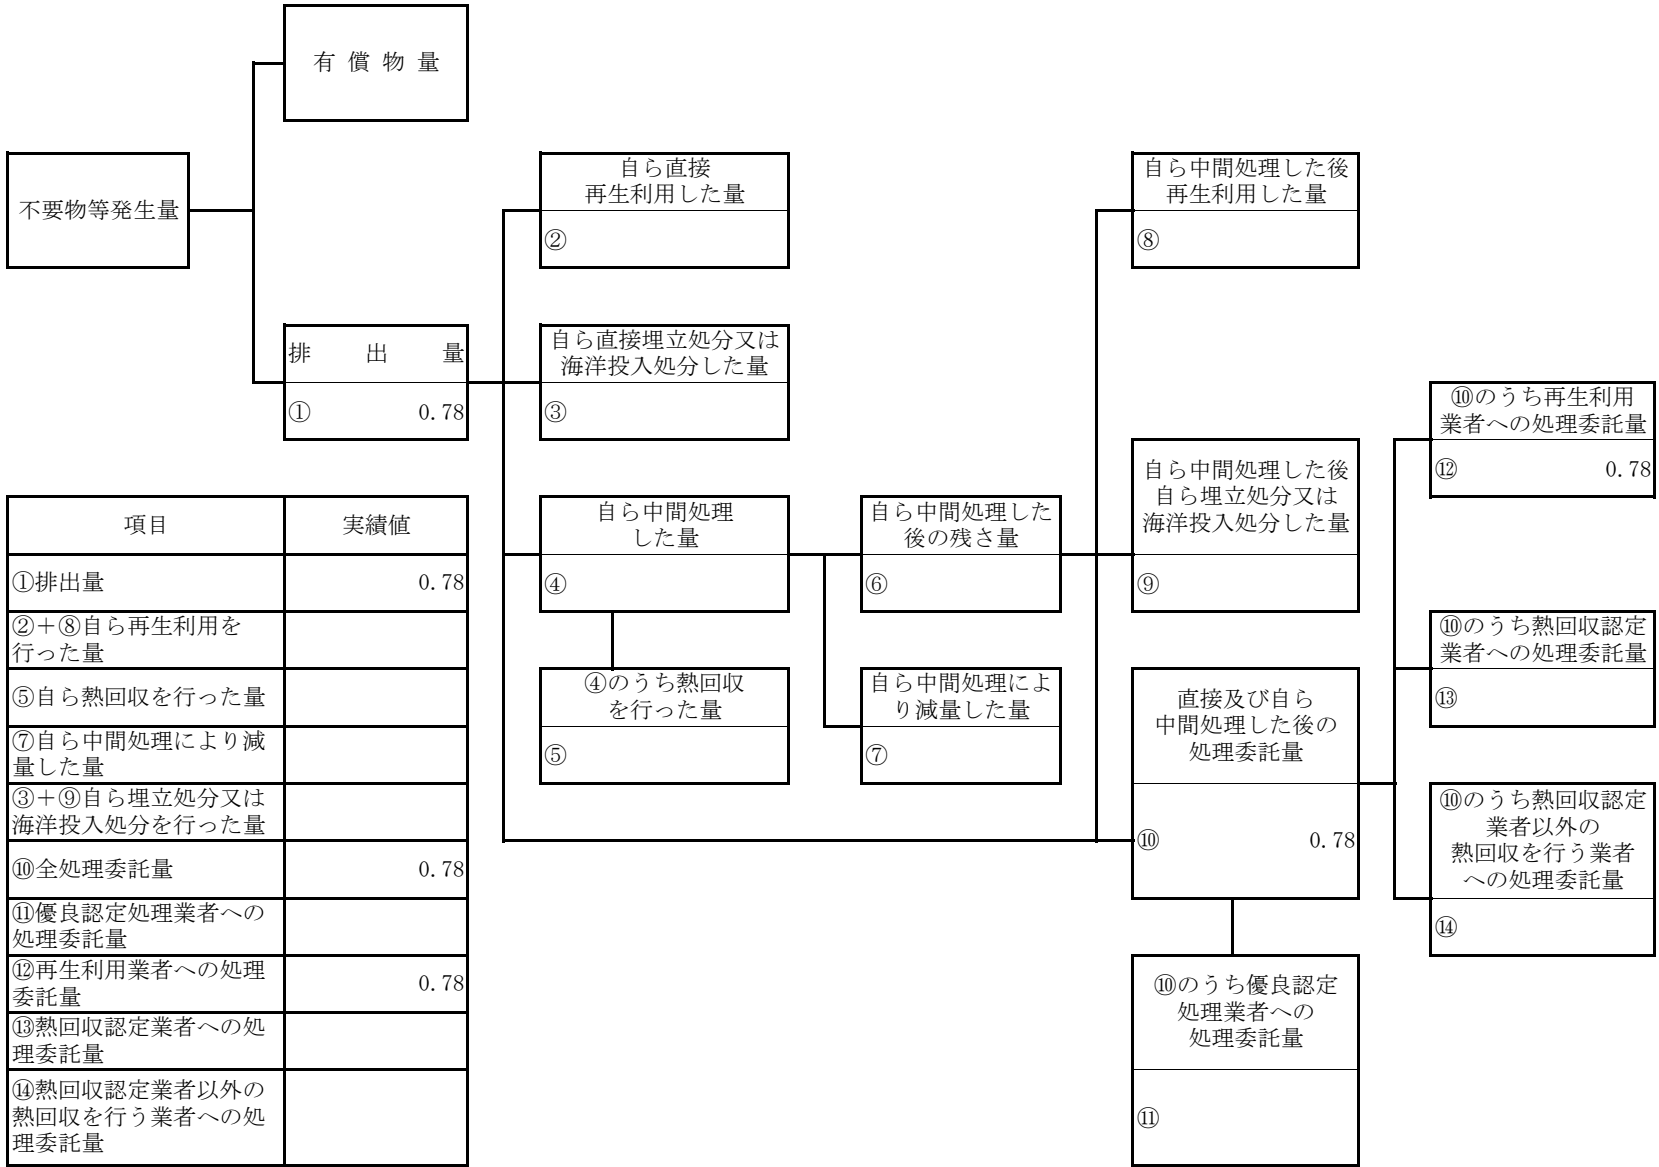 有償物量
不要物等発生量
排出量
① 0.78
自ら直接
再生利用した量
②
自ら直接埋立処分又は
海洋投入処分した量
③
自ら中間処理
した量
④
④のうち熱回収
を行った量
⑤
自ら中間処理した
後の残さ量
⑥
自ら中間処理によ
り減量した量
⑦
自ら中間処理した後
再生利用した量
⑧
自ら中間処理した後
自ら埋立処分又は
海洋投入処分した量
⑨
直接及び自ら
中間処理した後の
処理委託量
⑩ 0.78
⑩のうち優良認定
処理業者への
処理委託量
⑪
⑩のうち再生利用
業者への処理委託量
⑫ 0.78
⑩のうち熱回収認定
業者への処理委託量
⑬
⑩のうち熱回収認定
業者以外の
熱回収を行う業者
への処理委託量
⑭
項目 実績値
①排出量 0.78
②＋⑧自ら再生利用を
行った量
⑤自ら熱回収を行った量
⑦自ら中間処理により減
量した量
③＋⑨自ら埋立処分又は
海洋投入処分を行った量
⑩全処理委託量 0.78
⑪優良認定処理業者への
処理委託量
⑫再生利用業者への処理
委託量 0.78
⑬熱回収認定業者への処
理委託量
⑭熱回収認定業者以外の
熱回収を行う業者への処
理委託量